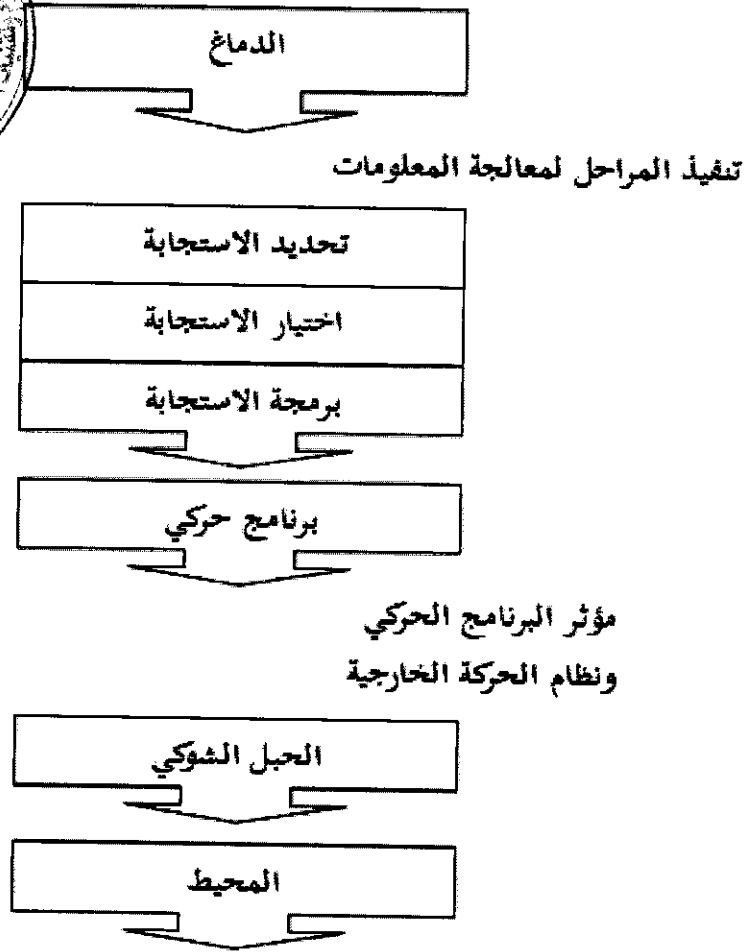 الدماغ
تنفيذ المراحل لمعالجة المعلومات
تحديد الاستجابة
اختيار الاستجابة
برمجة الاستجابة
برنامج حركي
مؤثر البرنامج الحركي
ونظام الحركة الخارجية
الحبل الشوكي
المحيط